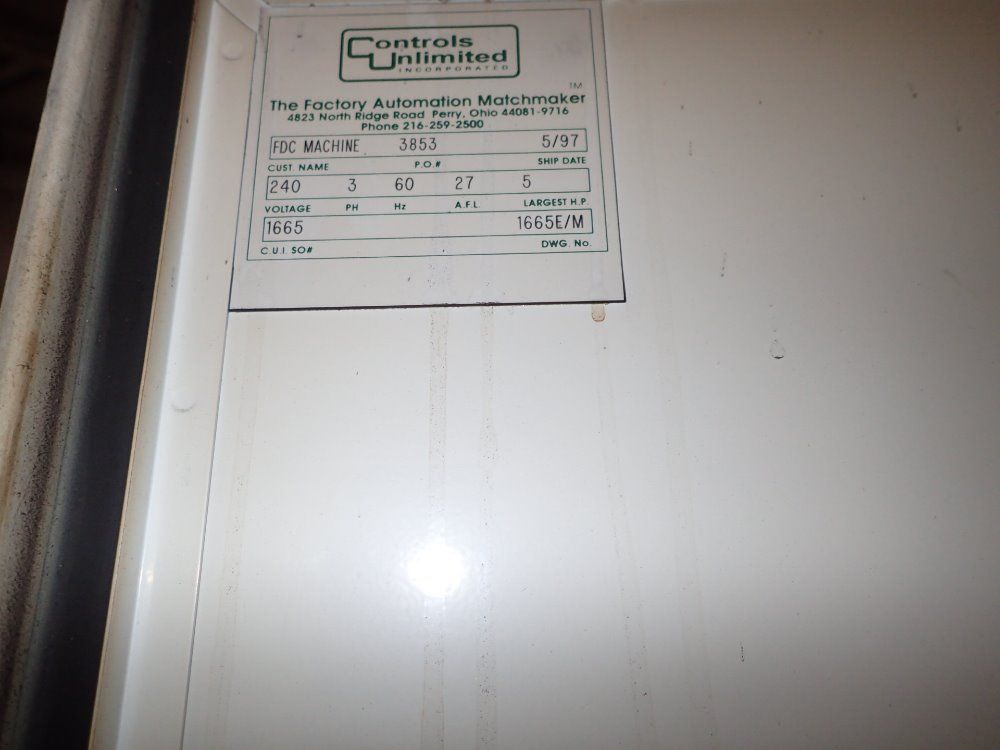 Controls
Unlimited
INCORPORATED
TM
The Factory Automation Matchmaker
4823 North Ridge Road Perry, Ohio 44081-9716
Phone 216-259-2500
FDC MACHINE 3853 5/97
CUST. NAME P.O.# SHIP DATE
240 3 60 27 5
VOLTAGE PH Hz A.F.L. LARGEST H.P.
1665 1665E/M
C.U.I. SO# DWG. No.